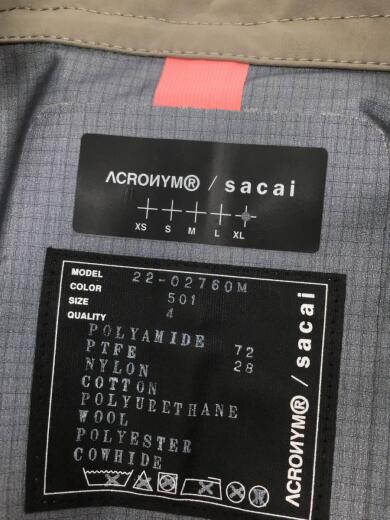 ACRONYM® / sacai
XS S M L XL
MODEL 22-02760M
COLOR 501
SIZE 4
QUALITY
POLYAMIDE 72
PTFE 28
NYLON
COTTON
POLYURETHANE
WOOL
POLYESTER
COWHIDE
ACRONYM® / sacai